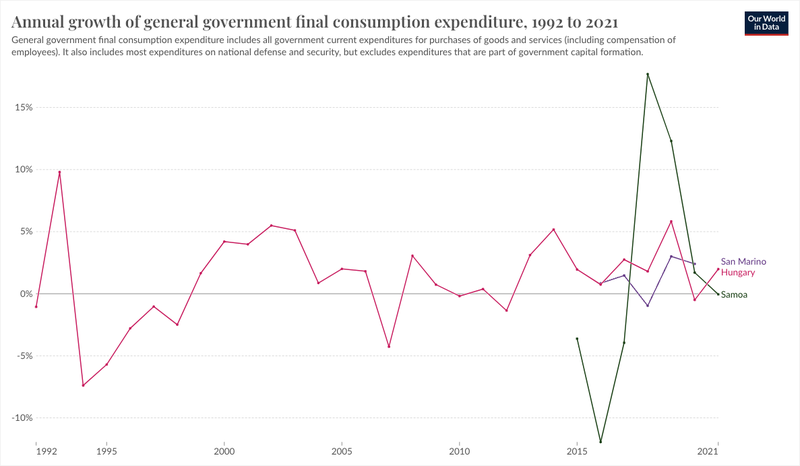 Annual growth of general government final consumption expenditure, 1992 to 2021
Our World
in Data
General government final consumption expenditure includes all government current expenditures for purchases of goods and services (including compensation of
employees). It also includes most expenditures on national defense and security, but excludes expenditures that are part of government capital formation.
15%
10%
5%
0%
-5%
-10%
San Marino
Hungary
Samoa
1992
1995
2000
2005
2010
2015
2021